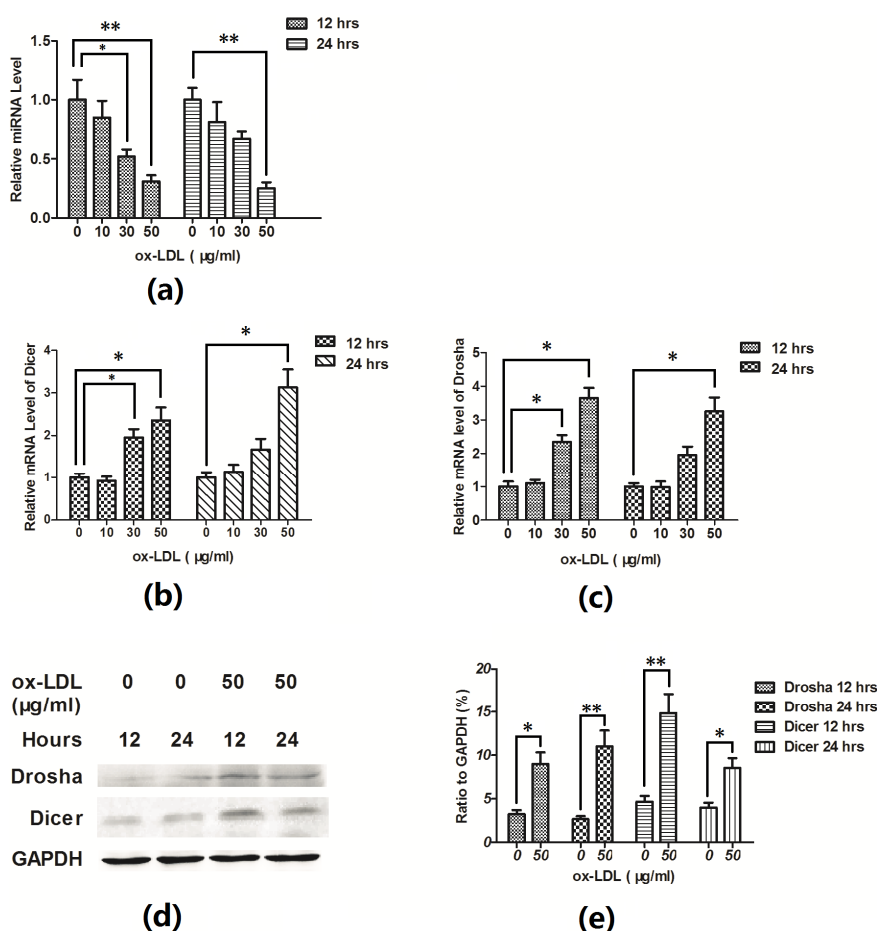 **
*
**
12 hrs
24 hrs
Relative miRNA Level
1.5
1.0
0.5
0.0
0 10 30 50 0 10 30 50
ox-LDL ( µg/ml)
(a)
*
*
*
12 hrs
24 hrs
Relative mRNA Level of Dicer
4
3
2
1
0
0 10 30 50 0 10 30 50
ox-LDL ( µg/ml)
(b)
*
*
*
12 hrs
24 hrs
Relative mRNA level of Drosha
5
4
3
2
1
0
0 10 30 50 0 10 30 50
ox-LDL ( µg/ml)
(c)
ox-LDL 0 0 50 50
(µg/ml)
Hours 12 24 12 24
Drosha
Dicer
GAPDH
(d)
*
**
**
*
Drosha 12 hrs
Drosha 24 hrs
Dicer 12 hrs
Dicer 24 hrs
Ratio to GAPDH (%)
20
15
10
5
0
0 50 0 50 0 50 0 50
ox-LDL ( µg/ml)
(e)